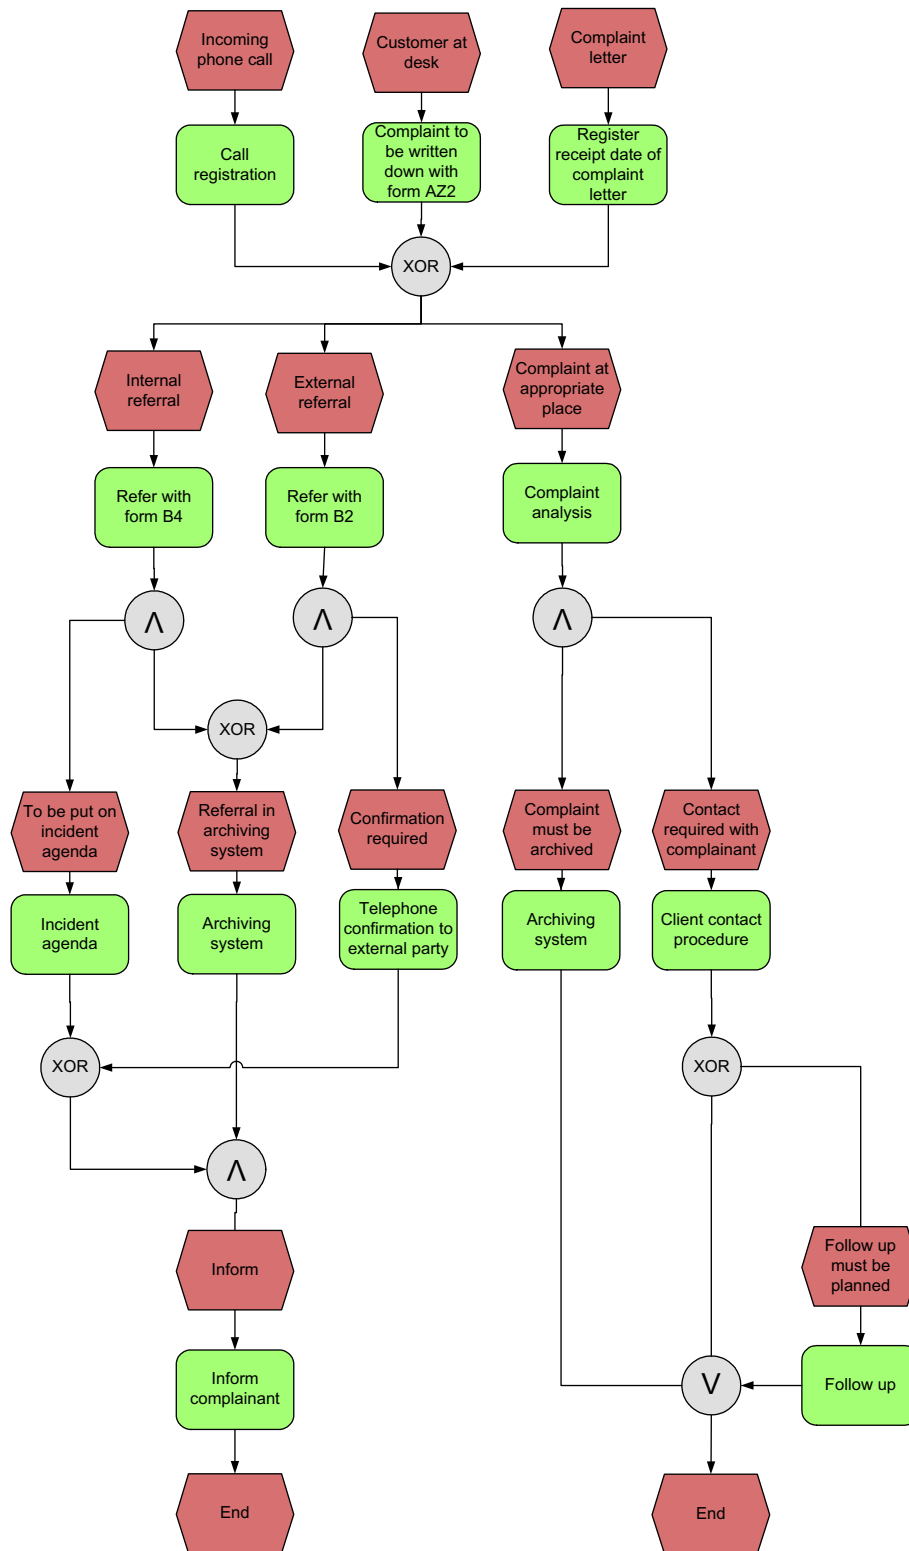 Incoming
phone call
Customer at
desk
Complaint
letter
Call
registration
Complaint to
be written
down with
form AZ2
Register
receipt date of
complaint
letter
XOR
Internal
referral
External
referral
Complaint at
appropriate
place
Refer with
form B4
Refer with
form B2
Complaint
analysis
Λ
Λ
Λ
XOR
To be put on
incident
agenda
Referral in
archiving
system
Confirmation
required
Complaint
must be
archived
Contact
required with
complainant
Incident
agenda
Archiving
system
Telephone
confirmation to
external party
Archiving
system
Client contact
procedure
XOR
XOR
Λ
Inform
Follow up
must be
planned
Inform
complainant
V
Follow up
End
End